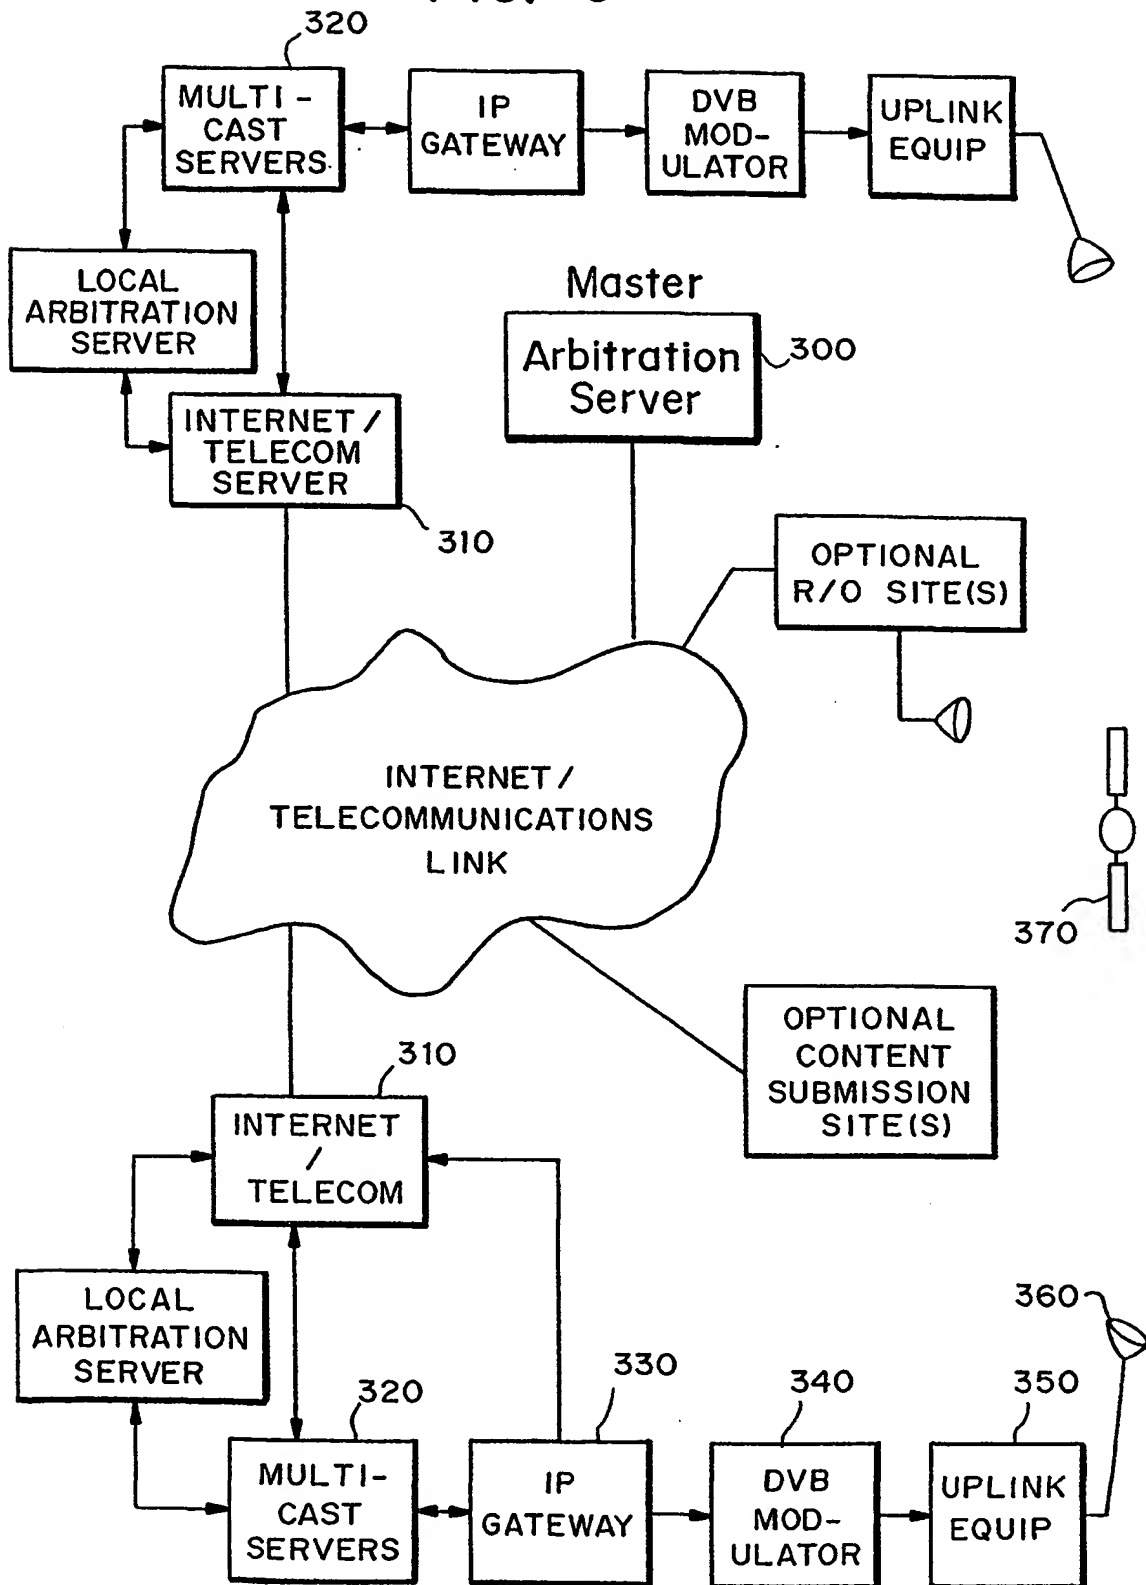 320
MULTI-
CAST
SERVERS
IP
GATEWAY
DVB
MOD-
ULATOR
UPLINK
EQUIP
LOCAL
ARBITRATION
SERVER
Master
Arbitration
Server
300
INTERNET/
TELECOM
SERVER
310
OPTIONAL
R/O SITE(S)
INTERNET/
TELECOMMUNICATIONS
LINK
370
OPTIONAL
CONTENT
SUBMISSION
SITE(S)
310
INTERNET
/
TELECOM
LOCAL
ARBITRATION
SERVER
360
320
330
340
350
MULTI-
CAST
SERVERS
IP
GATEWAY
DVB
MOD-
ULATOR
UPLINK
EQUIP